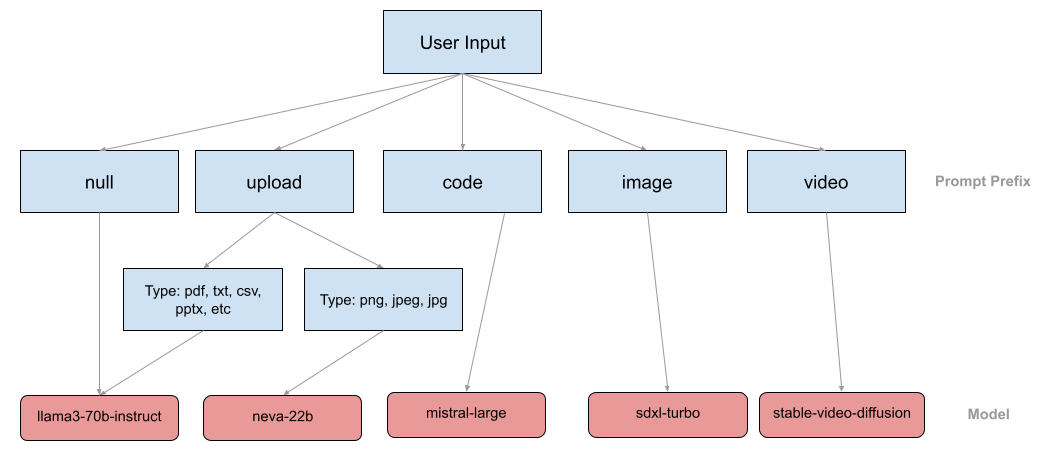 User Input
null
upload
code
image
video
Prompt Prefix
Type: pdf, txt, csv,
pptx, etc
Type: png, jpeg, jpg
llama3-70b-instruct
neva-22b
mistral-large
sdxl-turbo
stable-video-diffusion
Model